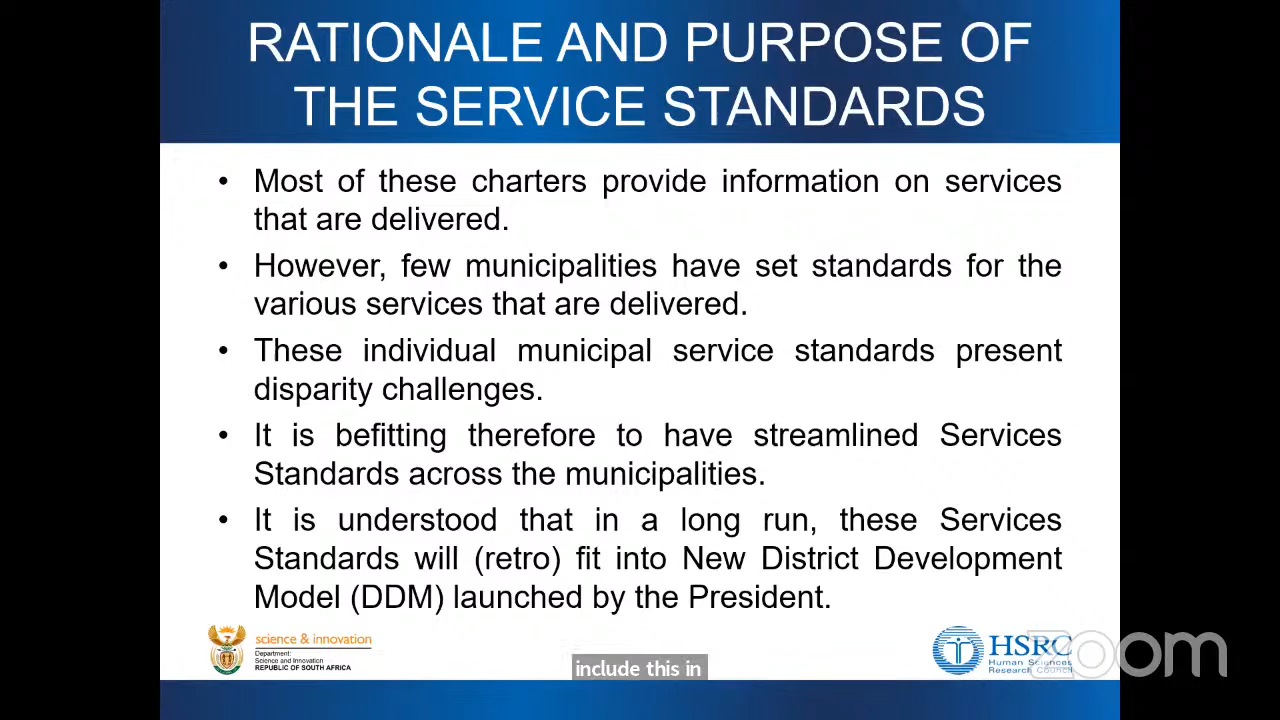 RATIONALE AND PURPOSE OF
THE SERVICE STANDARDS
• Most of these charters provide information on services
that are delivered.
• However, few municipalities have set standards for the
various services that are delivered.
• These individual municipal service standards present
disparity challenges.
• It is befitting therefore to have streamlined Services
Standards across the municipalities.
• It is understood that in a long run, these Services
Standards will (retro) fit into New District Development
Model (DDM) launched by the President.
science & innovation
Department:
Science and Innovation
REPUBLIC OF SOUTH AFRICA
include this in
HSRC
Human Sciences
Research Council
zoom